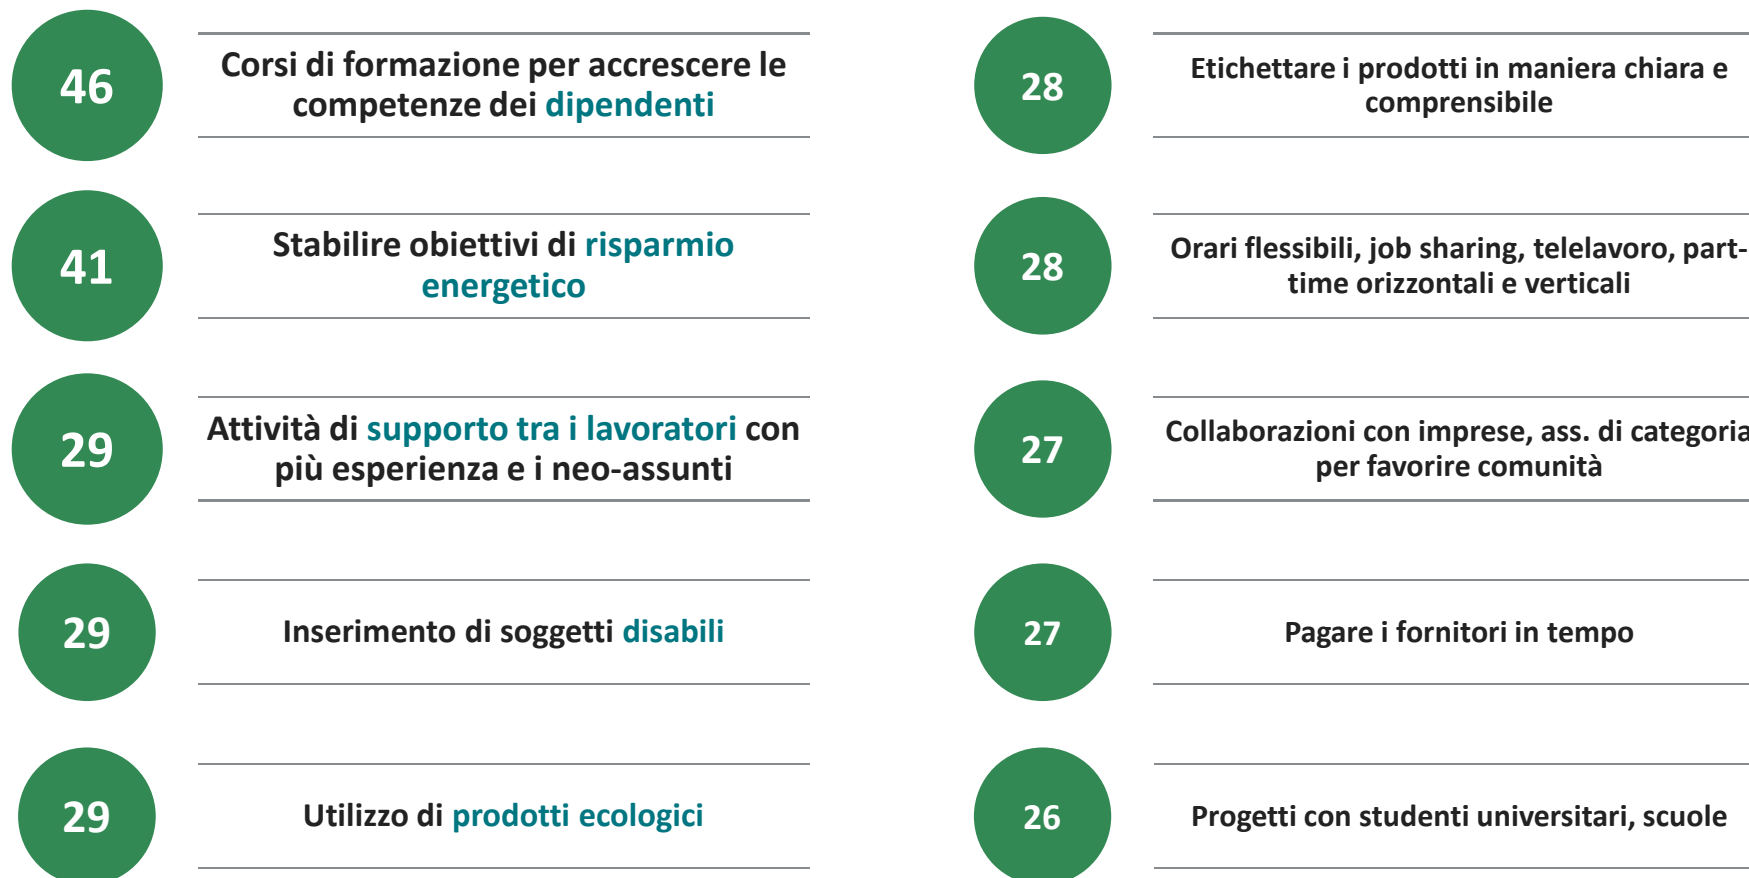 46
Corsi di formazione per accrescere le
competenze dei dipendenti
41
Stabilire obiettivi di risparmio
energetico
29
Attività di supporto tra i lavoratori con
più esperienza e i neo-assunti
29
Inserimento di soggetti disabili
29
Utilizzo di prodotti ecologici
28
Etichettare i prodotti in maniera chiara e
comprensibile
28
Orari flessibili, job sharing, telelavoro, part-
time orizzontali e verticali
27
Collaborazioni con imprese, ass. di categoria
per favorire comunità
27
Pagare i fornitori in tempo
26
Progetti con studenti universitari, scuole